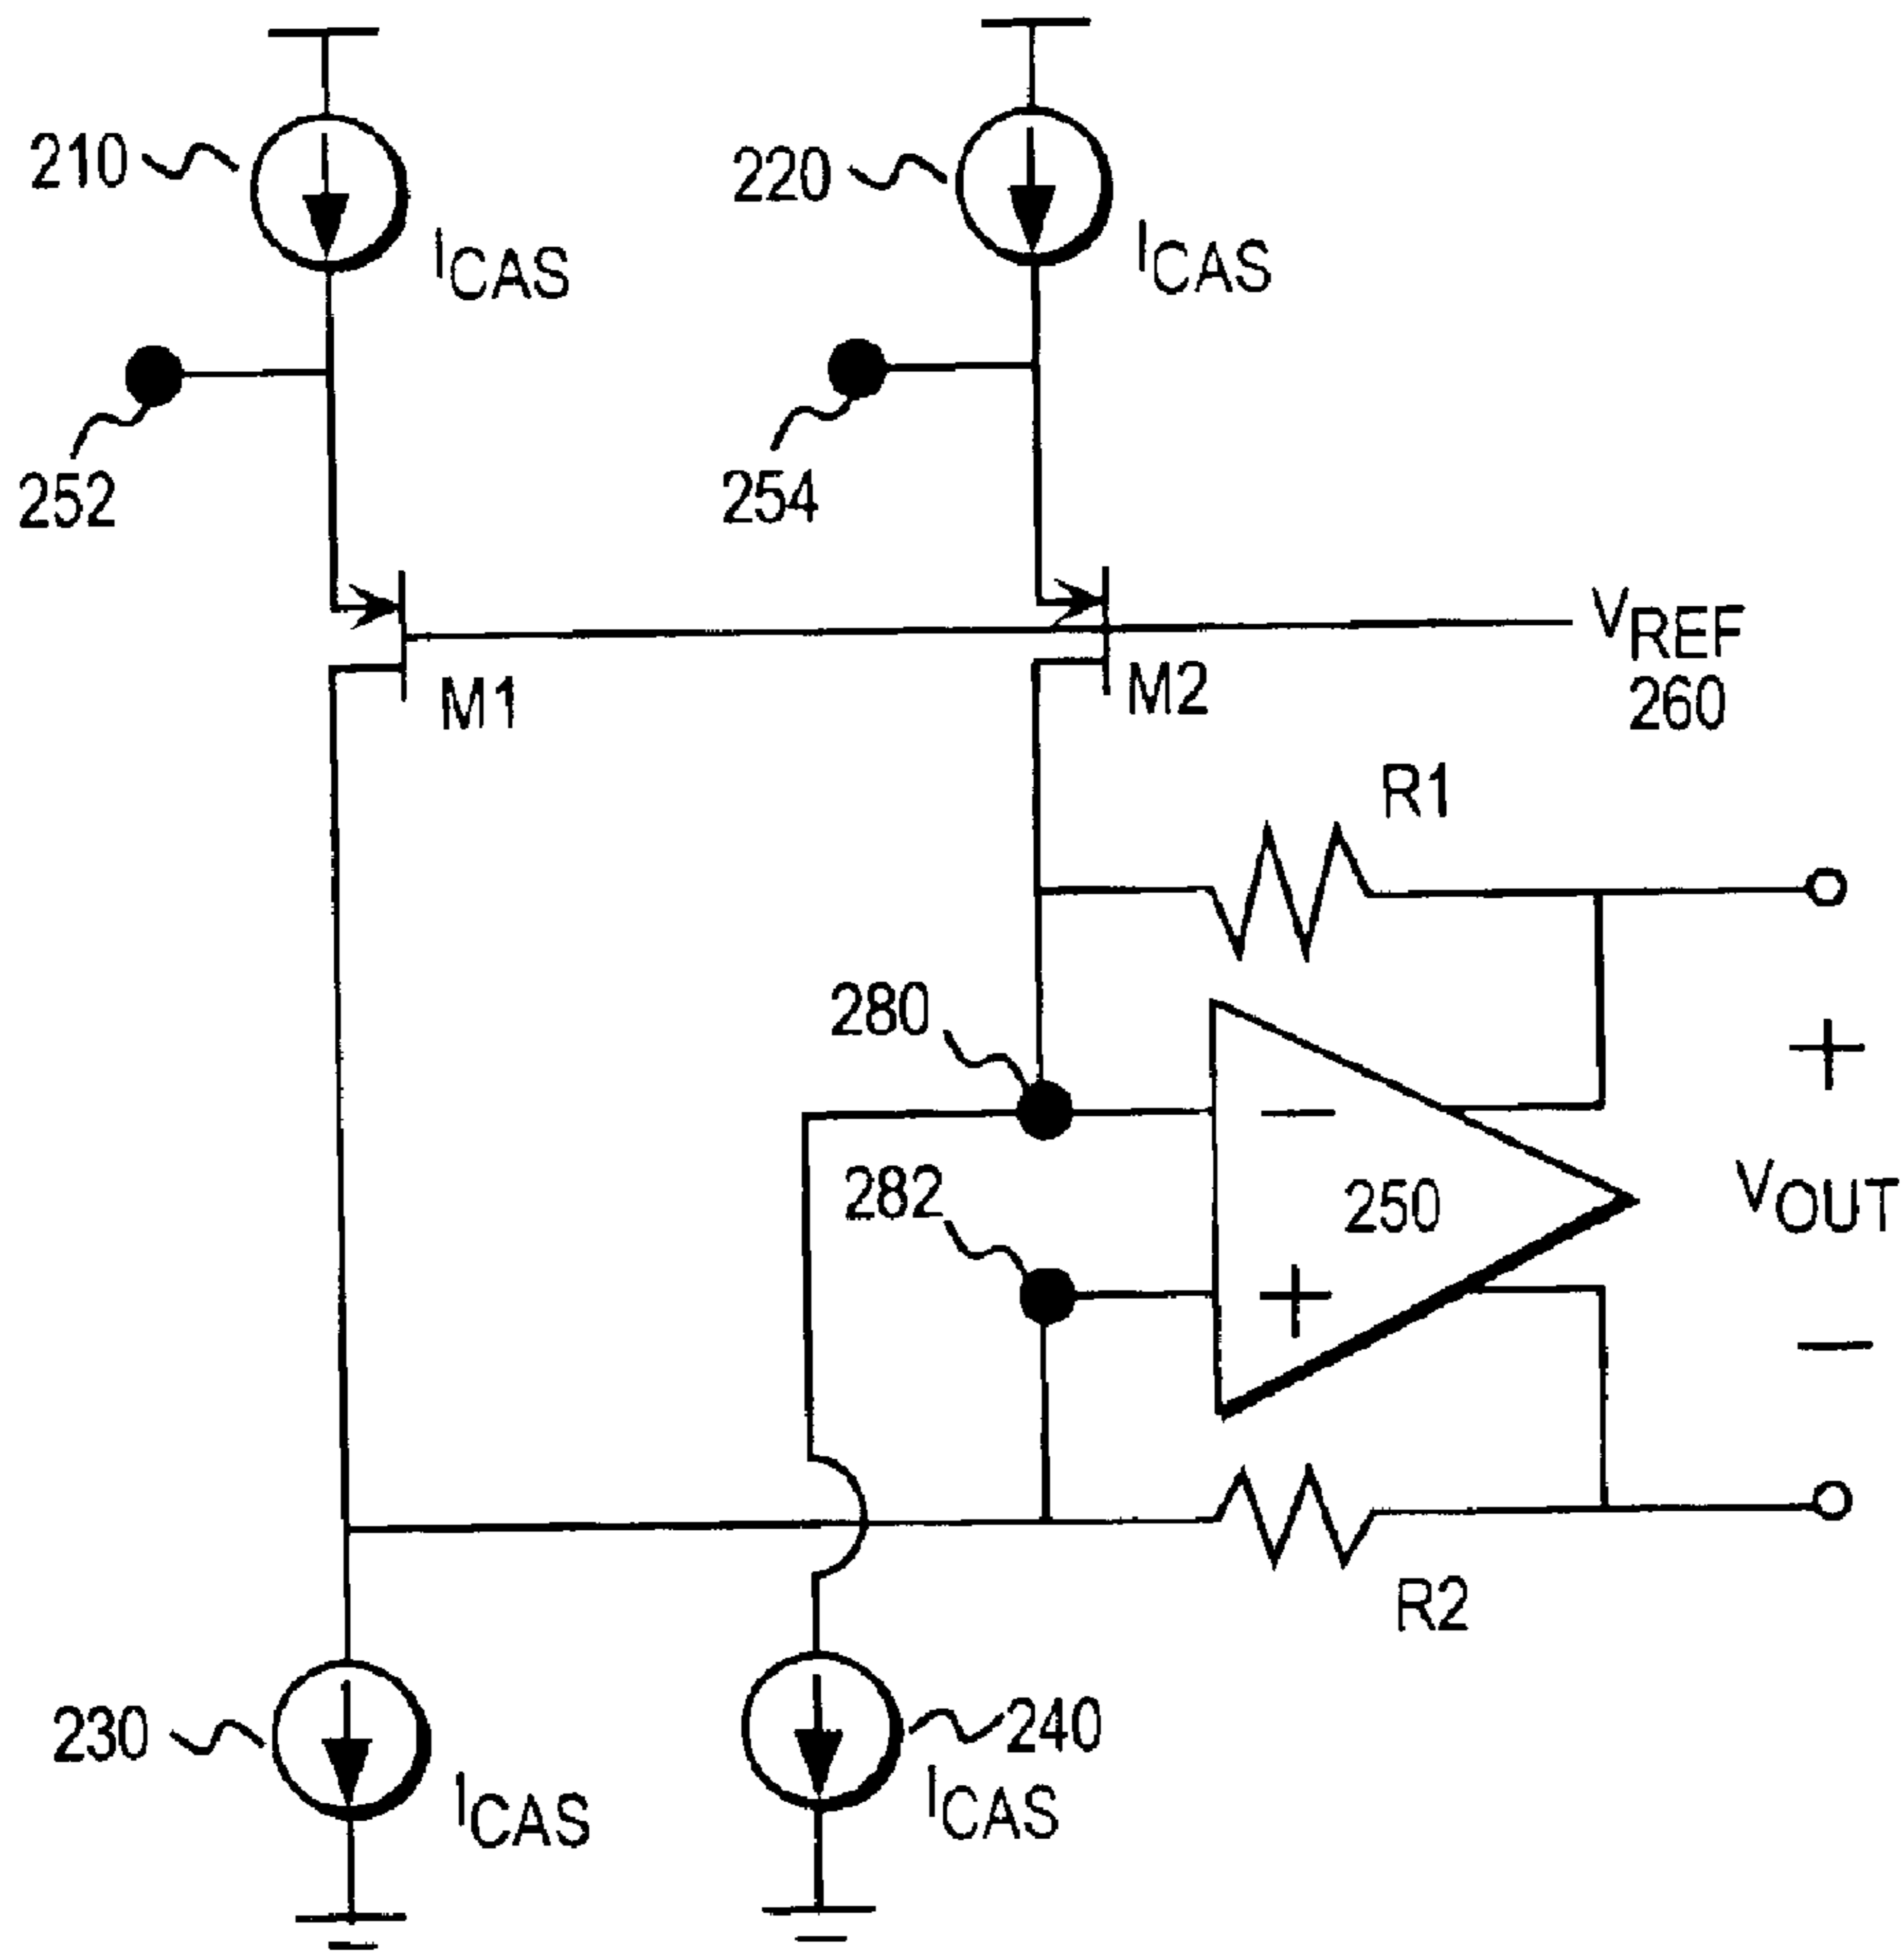 210
I_CAS
220
I_CAS
252
254
M1
M2
V_REF
260
R1
280
−
+
282
250
V_OUT
+
−
R2
230
I_CAS
240
I_CAS